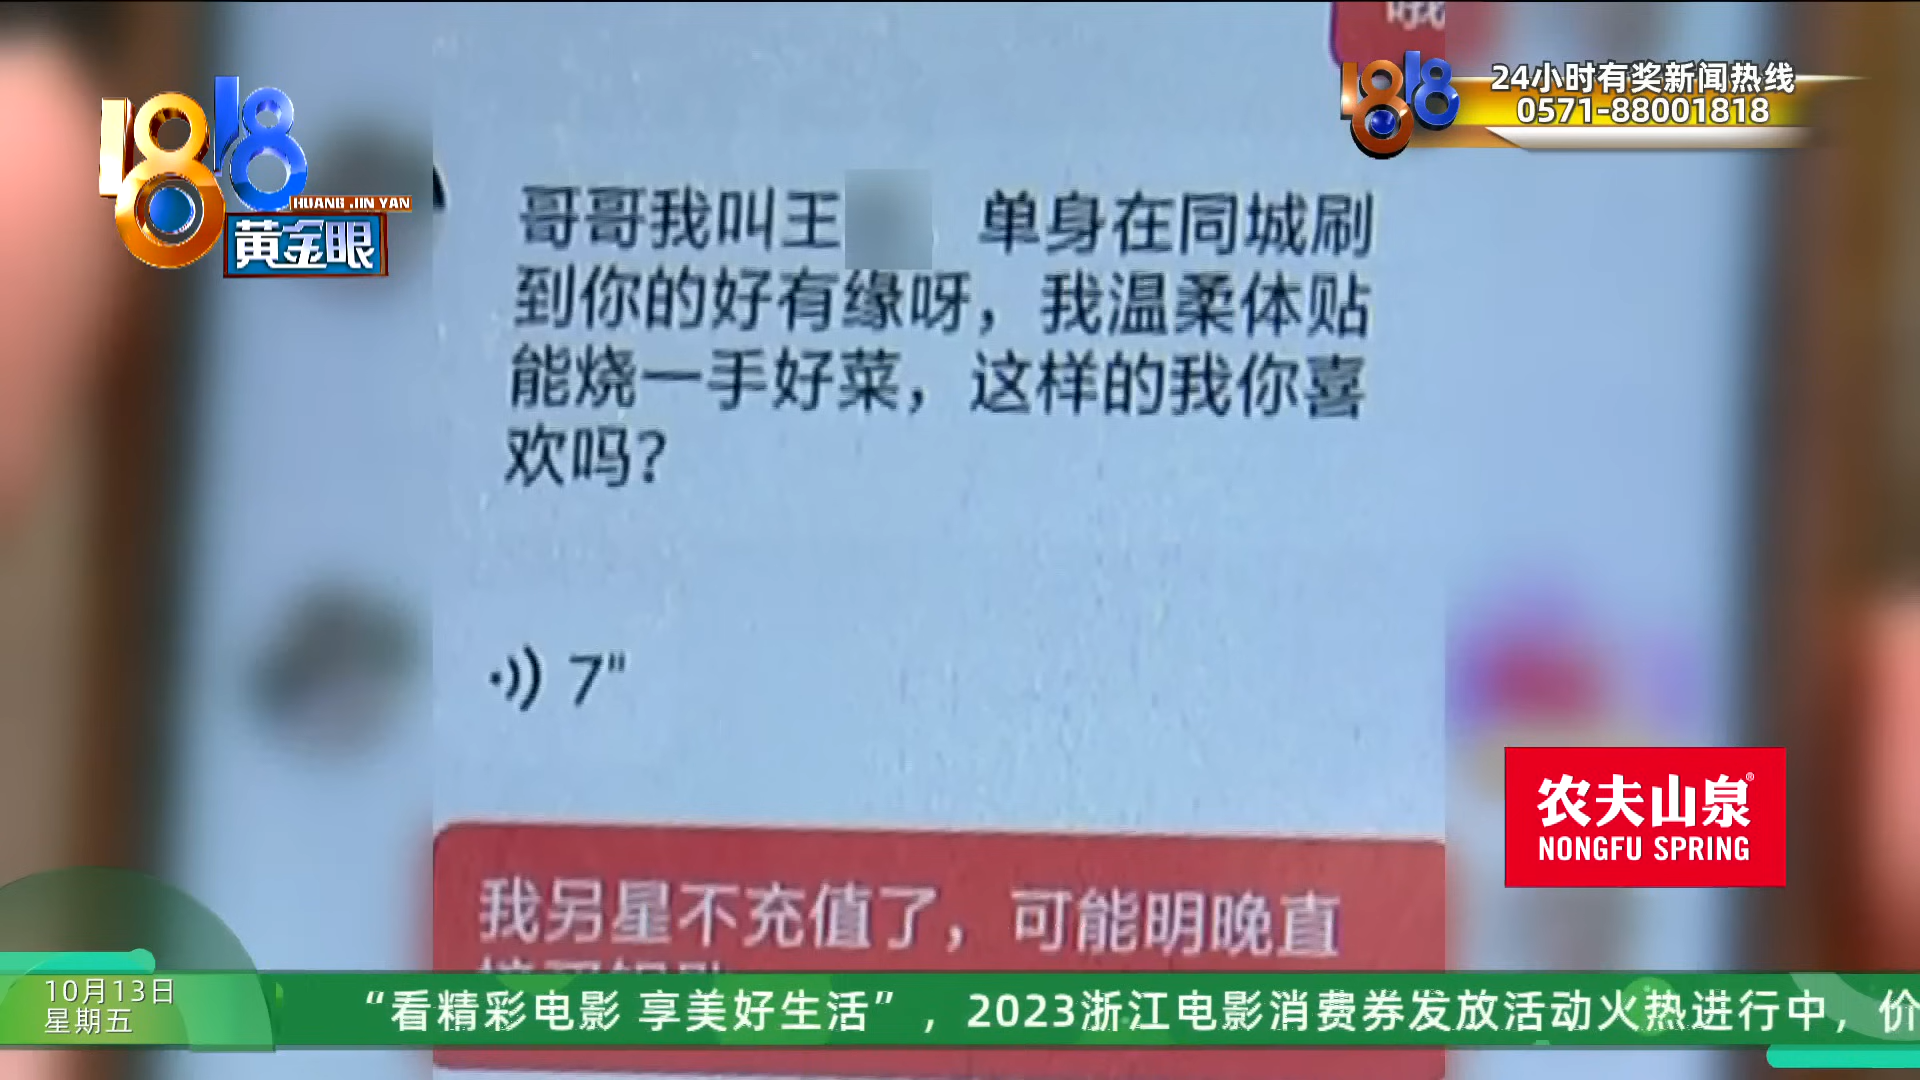 哦
1818
HUANG JIN YAN
黄金眼
1818
24小时有奖新闻热线
0571-88001818
哥哥我叫王 单身在同城刷
到你的好有缘呀，我温柔体贴
能烧一手好菜，这样的我你喜
欢吗？
7"
农夫山泉®
NONGFU SPRING
我另星不充值了，可能明晚直
10月13日
星期五
“看精彩电影 享美好生活”，2023浙江电影消费券发放活动火热进行中，价